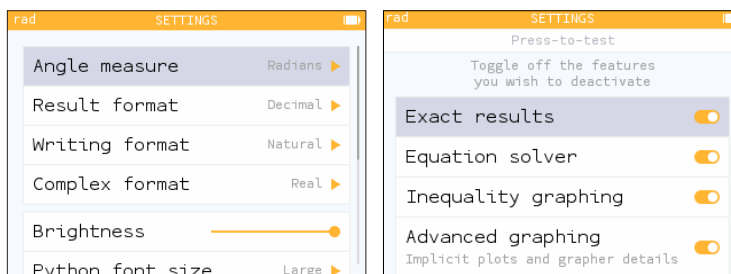 rad SETTINGS
Angle measure Radians
Result format Decimal
Writing format Natural
Complex format Real
Brightness
Python font size Large
rad SETTINGS
Press-to-test
Toggle off the features
you wish to deactivate
Exact results
Equation solver
Inequality graphing
Advanced graphing
Implicit plots and grapher details